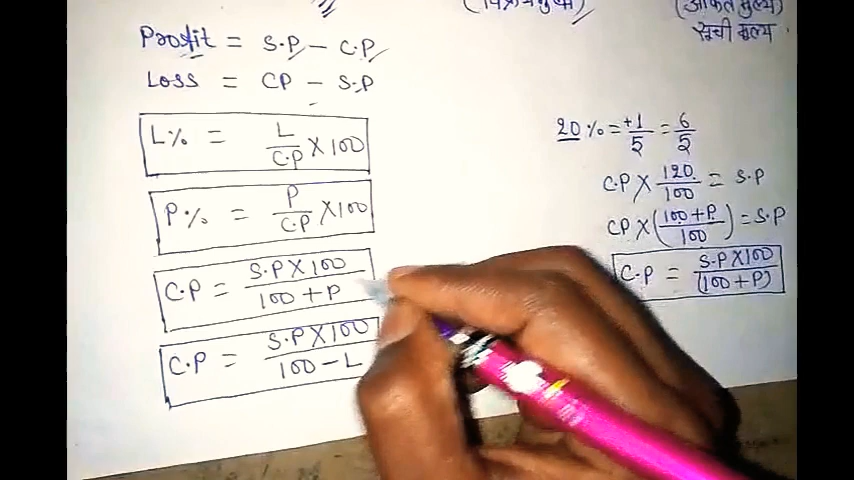 (विक्रय मूल्य) (अंकित मूल्य)
सूची मूल्य
Profit = S.P - C.P
Loss = CP - S.P
L% = L/C.P × 100
P% = P/C.P × 100
C.P = S.P × 100/100 + P
C.P = S.P × 100/100 - L
20% = +1/5 = 6/5
C.P × 120/100 = S.P
CP × (100 + P/100) = S.P
C.P = S.P × 100/(100 + P)